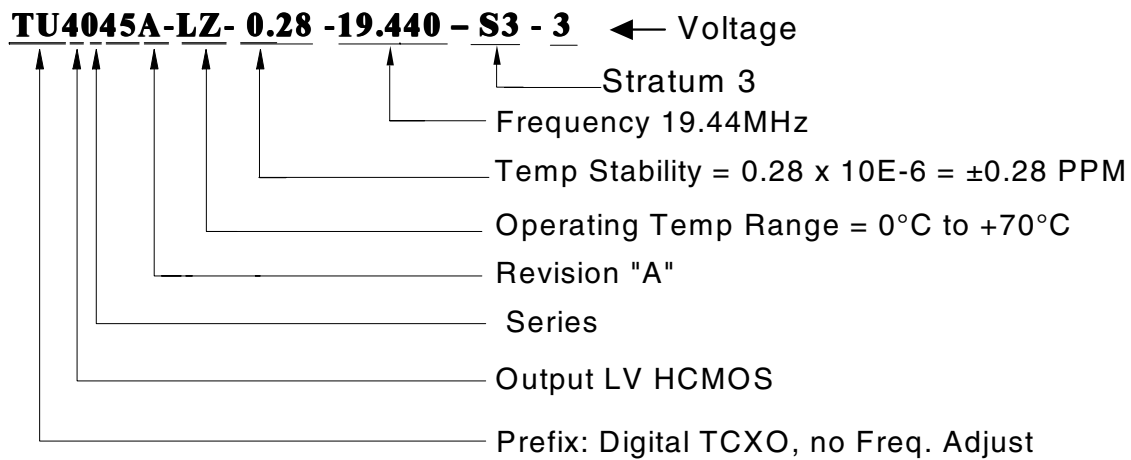 TU4045A-LZ- 0.28 -19.440 – S3 - 3 Voltage
Stratum 3
Frequency 19.44MHz
Temp Stability = 0.28 x 10E-6 = ±0.28 PPM
Operating Temp Range = 0°C to +70°C
Revision "A"
Series
Output LV HCMOS
Prefix: Digital TCXO, no Freq. Adjust